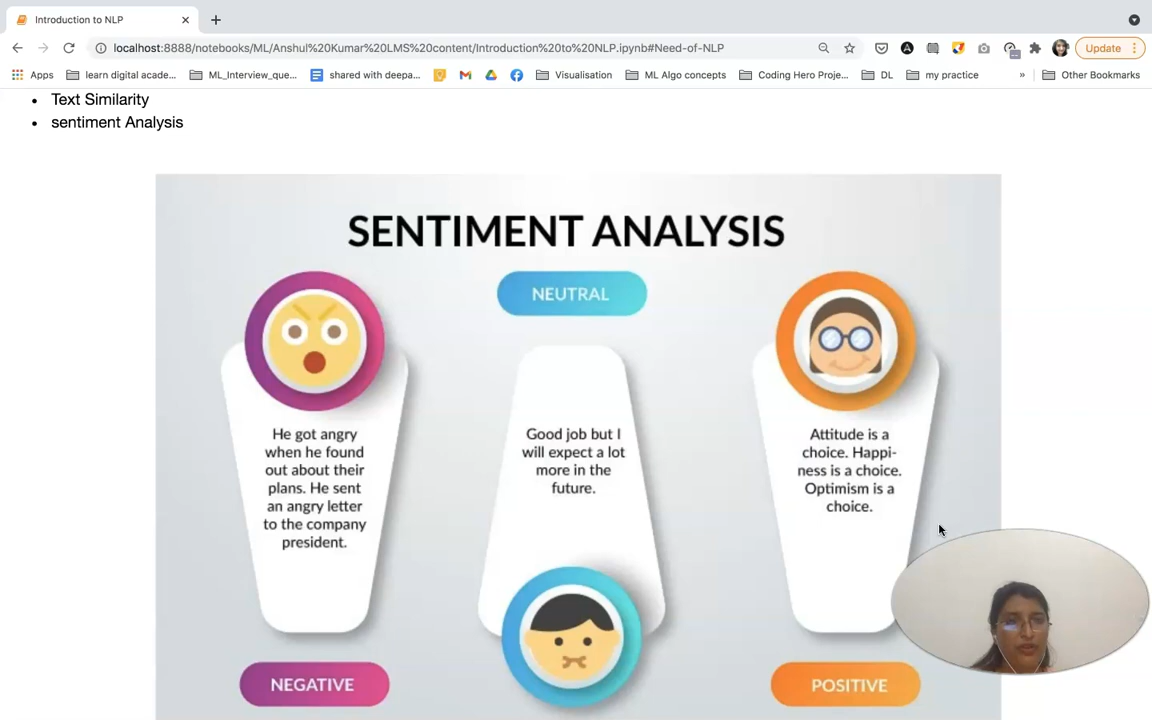 Introduction to NLP
localhost:8888/notebooks/ML/Anshul%20Kumar%20LMS%20content/Introduction%20to%20NLP.ipynb#Need-of-NLP
Update
Apps
learn digital acade...
ML_Interview_que...
shared with deepa...
Visualisation
ML Algo concepts
Coding Hero Proje...
DL
my practice
»
Other Bookmarks
• Text Similarity
• sentiment Analysis
SENTIMENT ANALYSIS
NEUTRAL
He got angry
when he found
out about their
plans. He sent
an angry letter
to the company
president.
Good job but I
will expect a lot
more in the
future.
Attitude is a
choice. Happi-
ness is a choice.
Optimism is a
choice.
NEGATIVE
POSITIVE